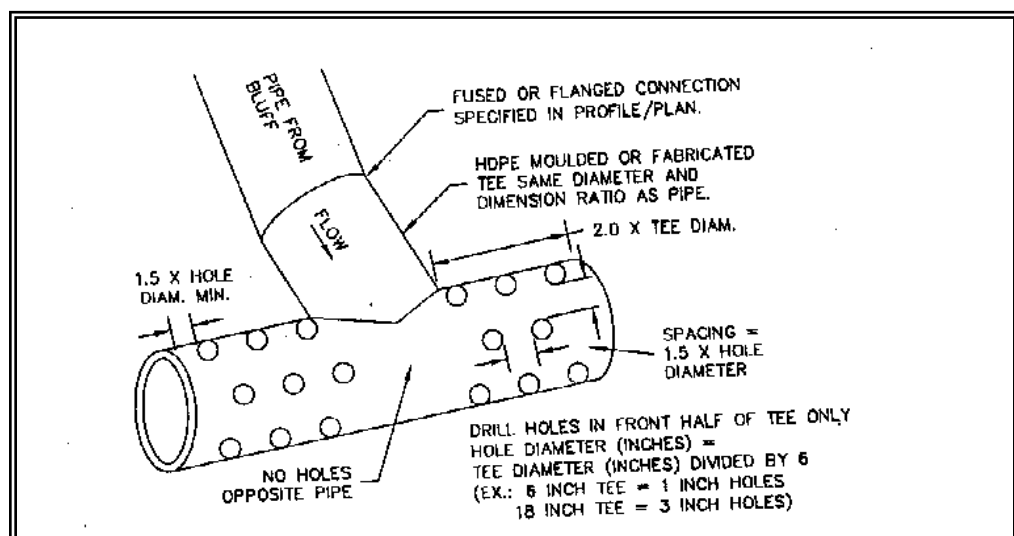 PIPE FROM
BLUFF
FUSED OR FLANGED CONNECTION
SPECIFIED IN PROFILE/PLAN.
HDPE MOULDED OR FABRICATED
TEE SAME DIAMETER AND
DIMENSION RATIO AS PIPE.
FLOW
2.0 X TEE DIAM.
1.5 X HOLE
DIAM. MIN.
SPACING =
1.5 X HOLE
DIAMETER
NO HOLES
OPPOSITE PIPE
DRILL HOLES IN FRONT HALF OF TEE ONLY
HOLE DIAMETER (INCHES) =
TEE DIAMETER (INCHES) DIVIDED BY 6
(EX.: 6 INCH TEE = 1 INCH HOLES
18 INCH TEE = 3 INCH HOLES)